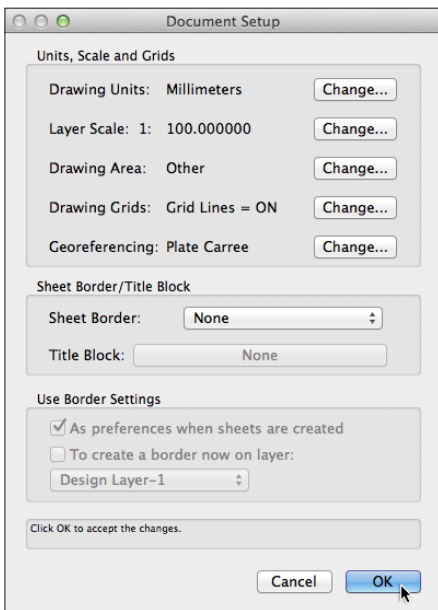 Document Setup
Units, Scale and Grids
Drawing Units: Millimeters Change...
Layer Scale: 1: 100.000000 Change...
Drawing Area: Other Change...
Drawing Grids: Grid Lines = ON Change...
Georeferencing: Plate Carree Change...
Sheet Border/Title Block
Sheet Border: None
Title Block: None
Use Border Settings
As preferences when sheets are created
To create a border now on layer:
Design Layer-1
Click OK to accept the changes.
Cancel OK